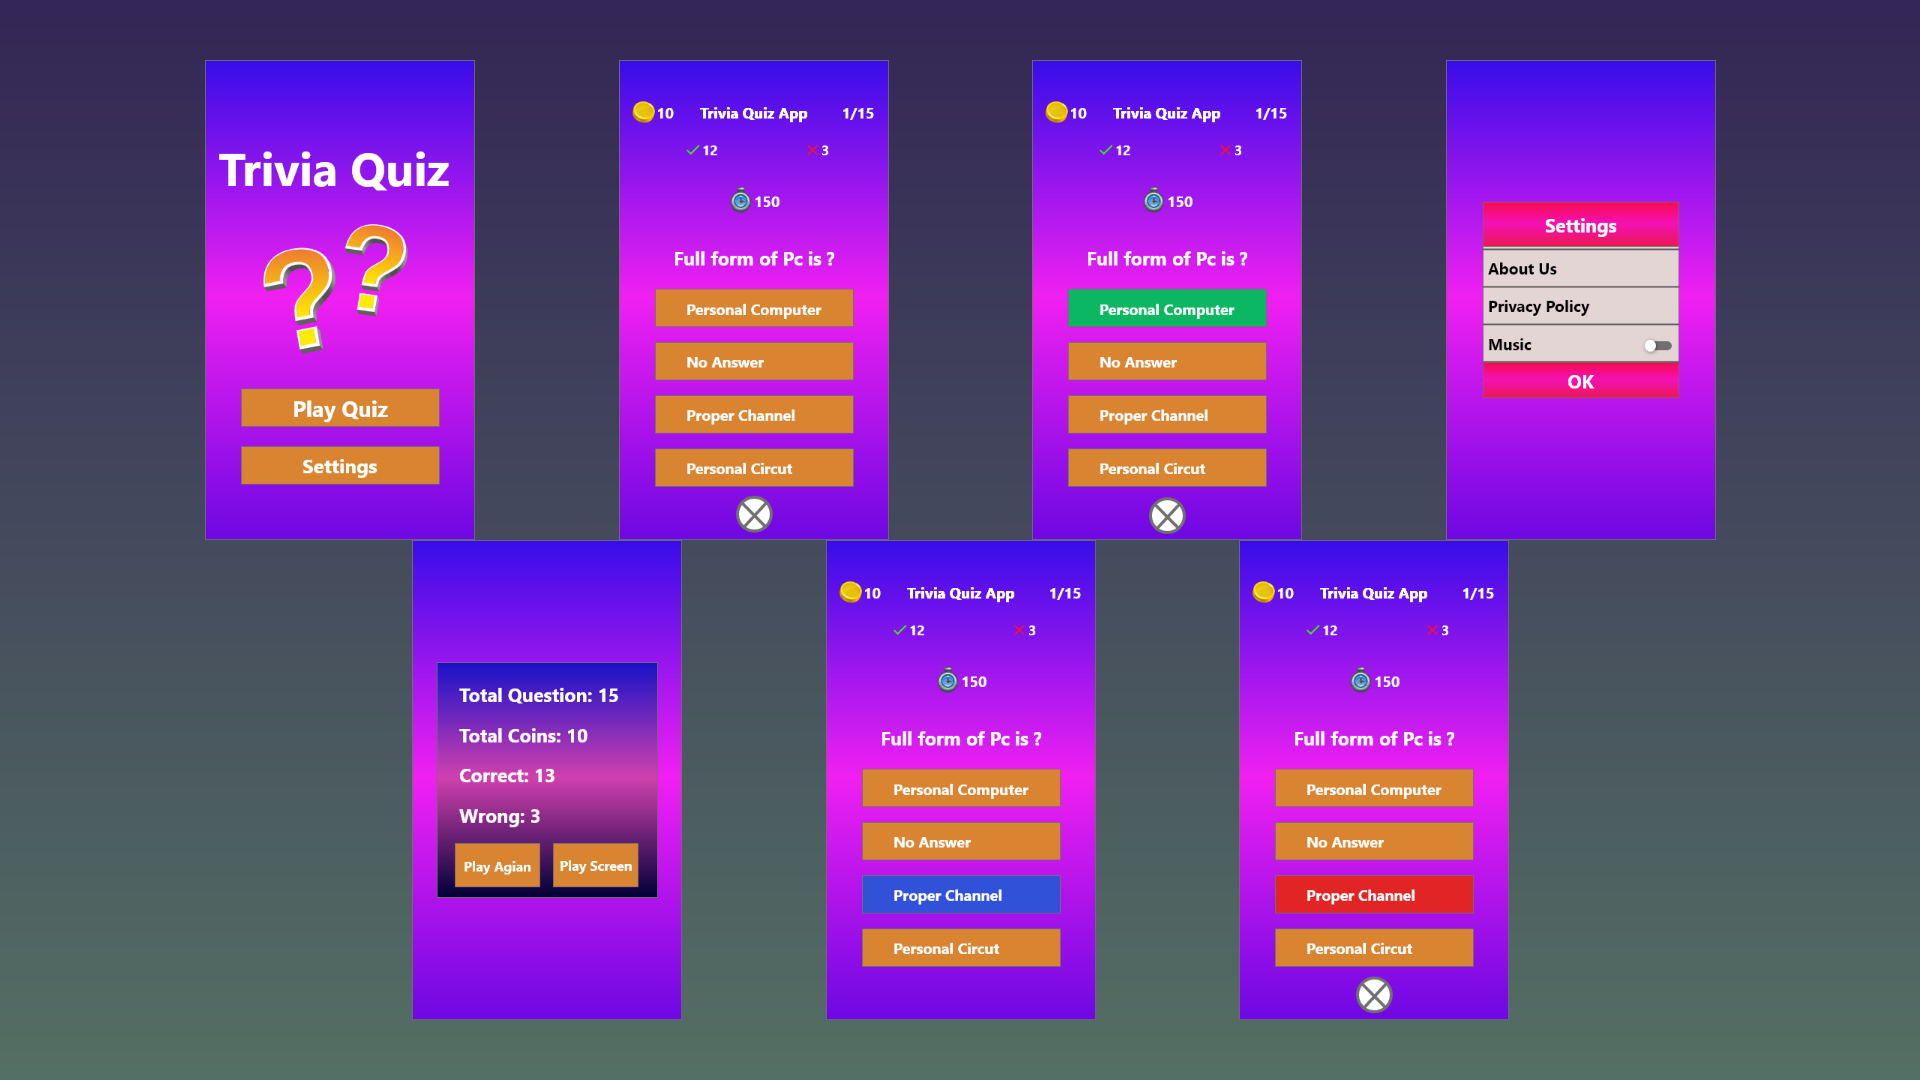 Trivia Quiz
??
Play Quiz
Settings
10 Trivia Quiz App 1/15
12 3
150
Full form of Pc is ?
Personal Computer
No Answer
Proper Channel
Personal Circut
10 Trivia Quiz App 1/15
12 3
150
Full form of Pc is ?
Personal Computer
No Answer
Proper Channel
Personal Circut
Settings
About Us
Privacy Policy
Music
OK
Total Question: 15
Total Coins: 10
Correct: 13
Wrong: 3
Play Agian Play Screen
10 Trivia Quiz App 1/15
12 3
150
Full form of Pc is ?
Personal Computer
No Answer
Proper Channel
Personal Circut
10 Trivia Quiz App 1/15
12 3
150
Full form of Pc is ?
Personal Computer
No Answer
Proper Channel
Personal Circut